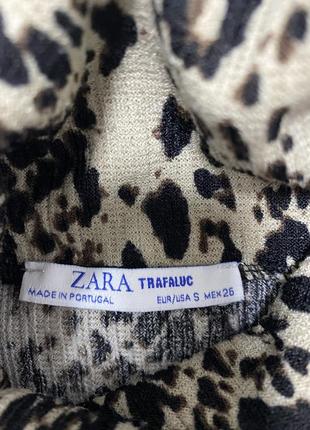 ZARA TRAFALUC
MADE IN PORTUGAL EUR/USA S MEX 26